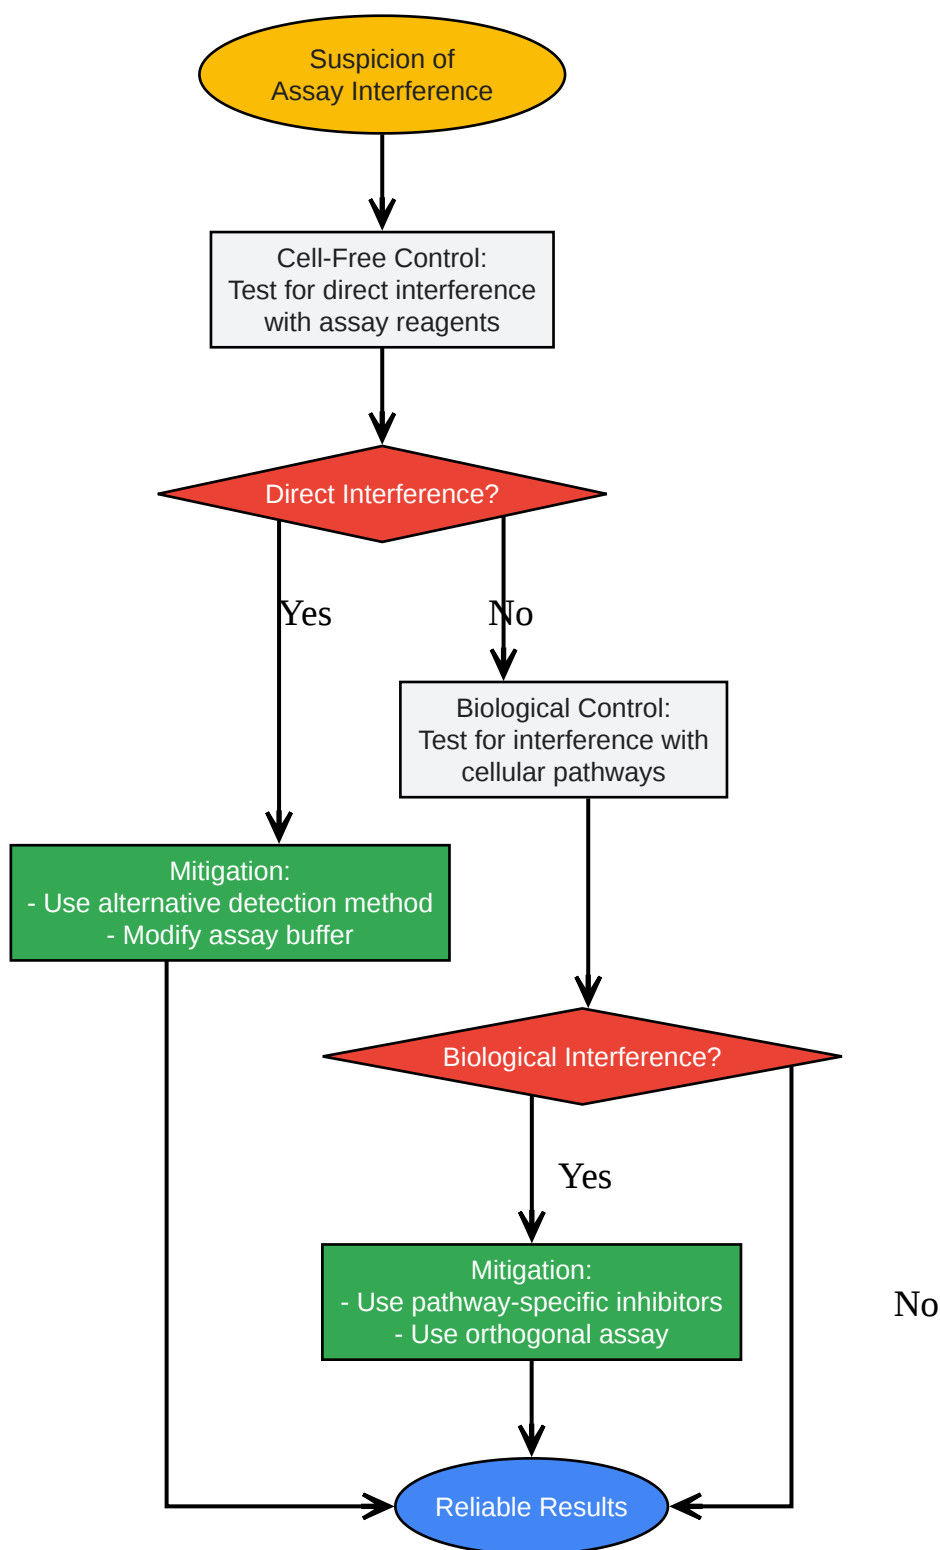 Suspicion of
Assay Interference
Cell-Free Control:
Test for direct interference
with assay reagents
Direct Interference?
Yes
No
Biological Control:
Test for interference with
cellular pathways
Mitigation:
- Use alternative detection method
- Modify assay buffer
Biological Interference?
Yes
Mitigation:
- Use pathway-specific inhibitors
- Use orthogonal assay
No
Reliable Results